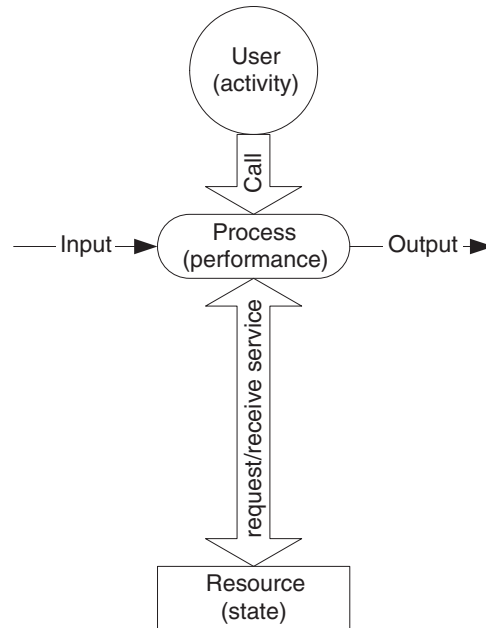 User
(activity)
Call
Input
Process
(performance)
Output
request/receive service
Resource
(state)